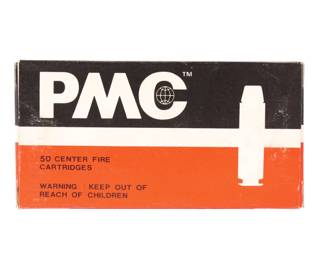 PMC™
50 CENTER FIRE
CARTRIDGES
WARNING : KEEP OUT OF
REACH OF CHILDREN